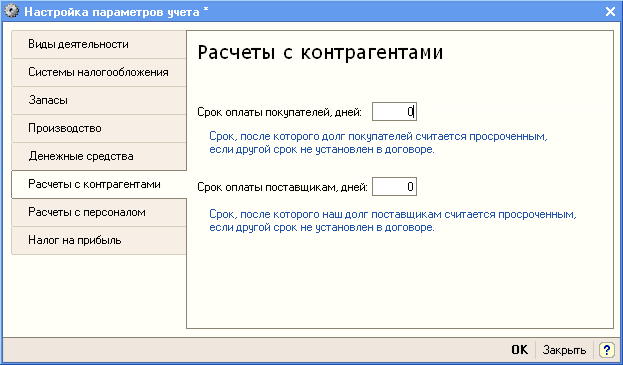 Настройка параметров учета *
Виды деятельности
Системы налогообложения
Запасы
Производство
Денежные средства
Расчеты с контрагентами
Расчеты с персоналом
Налог на прибыль
Расчеты с контрагентами
Срок оплаты покупателей, дней: 0
Срок, после которого долг покупателей считается просроченным,
если другой срок не установлен в договоре.
Срок оплаты поставщикам, дней: 0
Срок, после которого наш долг поставщикам считается просроченным,
если другой срок не установлен в договоре.
OK Закрыть ?